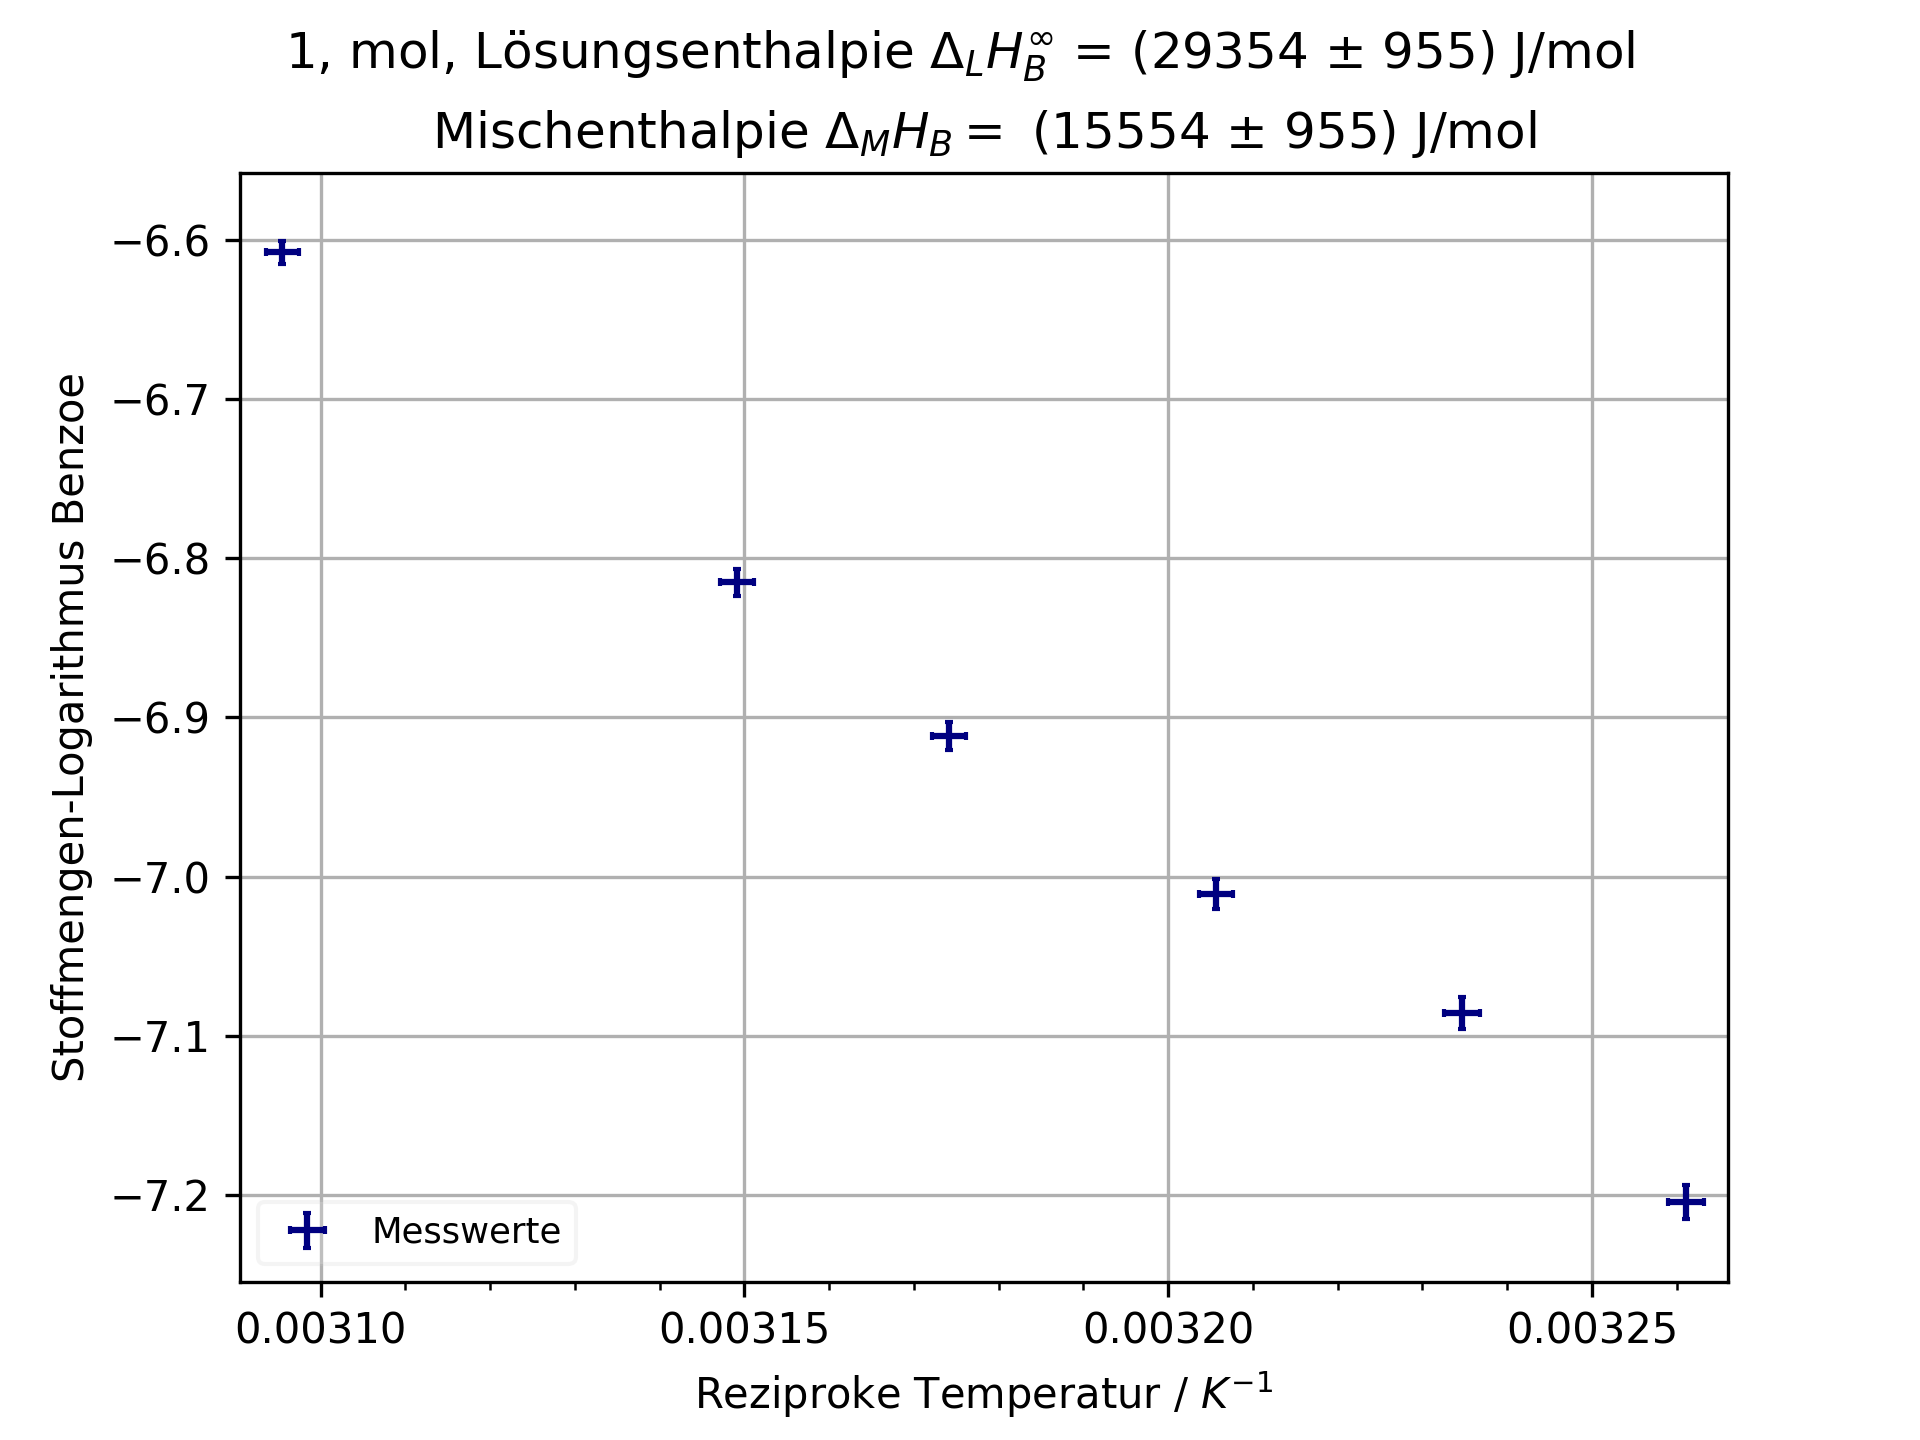 1, mol, Lösungsenthalpie Δ_L H_B^∞ = (29354 ± 955) J/mol
Mischenthalpie Δ_M H_B = (15554 ± 955) J/mol
Stoffmengen-Logarithmus Benzoe
−6.6
−6.7
−6.8
−6.9
−7.0
−7.1
−7.2
Messwerte
0.00310 0.00315 0.00320 0.00325
Reziproke Temperatur / K⁻¹